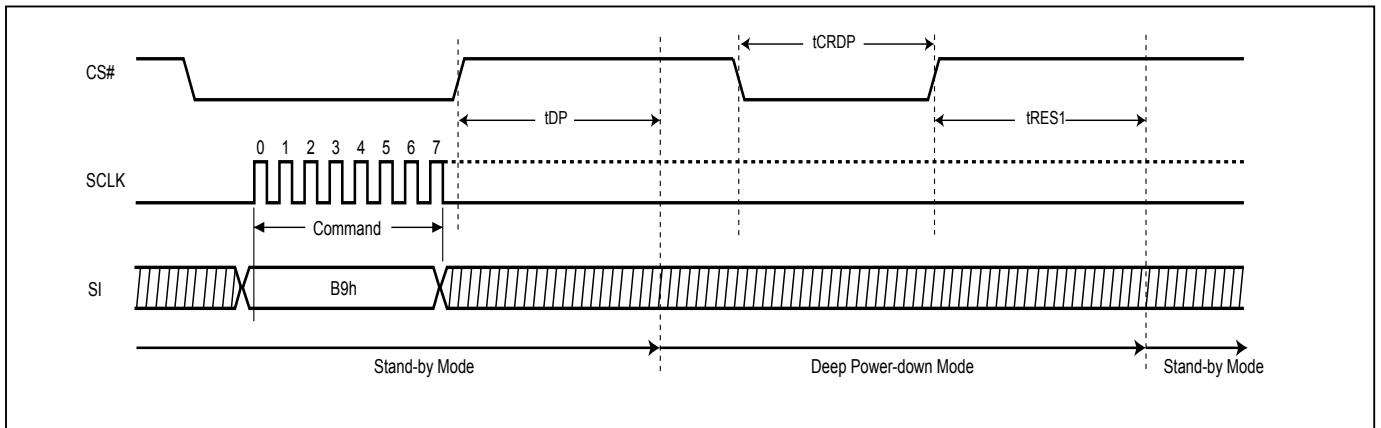 tCRDP
CS#
tDP
tRES1
0 1 2 3 4 5 6 7
SCLK
Command
SI
B9h
Stand-by Mode
Deep Power-down Mode
Stand-by Mode